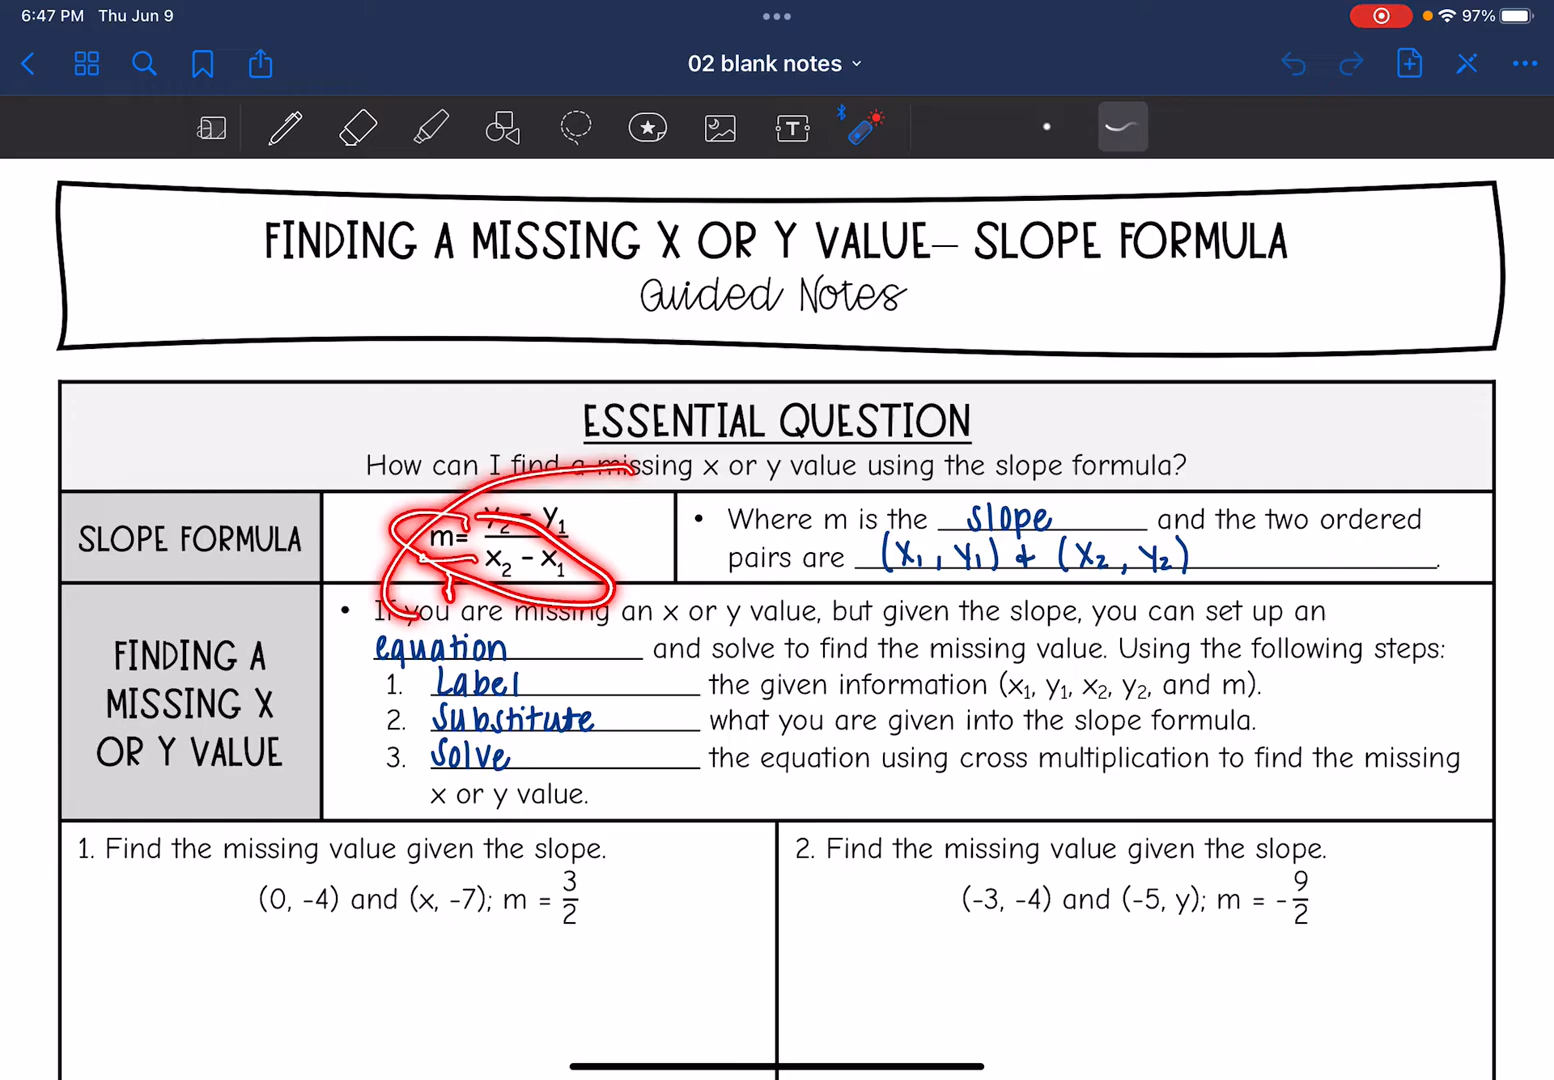 6:47 PM Thu Jun 9
97%
02 blank notes
FINDING A MISSING X OR Y VALUE— SLOPE FORMULA
Guided Notes
ESSENTIAL QUESTION
How can I find a missing x or y value using the slope formula?
SLOPE FORMULA
m= y₂ - y₁ / x₂ - x₁
• Where m is the slope and the two ordered
pairs are (x₁, y₁) & (x₂, y₂).
FINDING A
MISSING X
OR Y VALUE
• If you are missing an x or y value, but given the slope, you can set up an
equation and solve to find the missing value. Using the following steps:
1. Label the given information (x₁, y₁, x₂, y₂, and m).
2. Substitute what you are given into the slope formula.
3. Solve the equation using cross multiplication to find the missing
x or y value.
1. Find the missing value given the slope.
(0, -4) and (x, -7); m = 3/2
2. Find the missing value given the slope.
(-3, -4) and (-5, y); m = -9/2